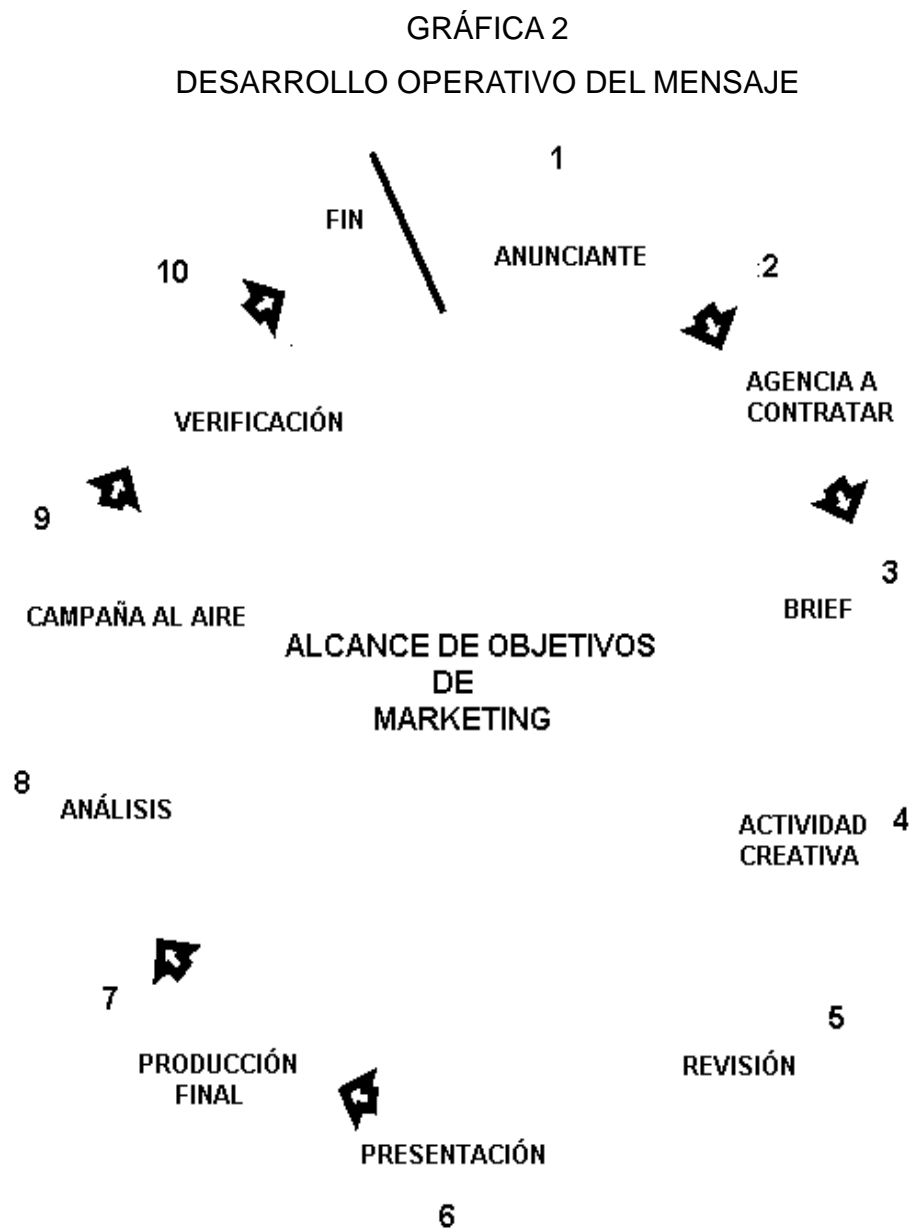 GRÁFICA 2
DESARROLLO OPERATIVO DEL MENSAJE
1
FIN
ANUNCIANTE
10
:2
AGENCIA A
CONTRATAR
VERIFICACIÓN
9
3
BRIEF
CAMPAÑA AL AIRE
ALCANCE DE OBJETIVOS
DE
MARKETING
8
ANÁLISIS
ACTIVIDAD 4
CREATIVA
7
5
PRODUCCIÓN
FINAL
REVISIÓN
PRESENTACIÓN
6